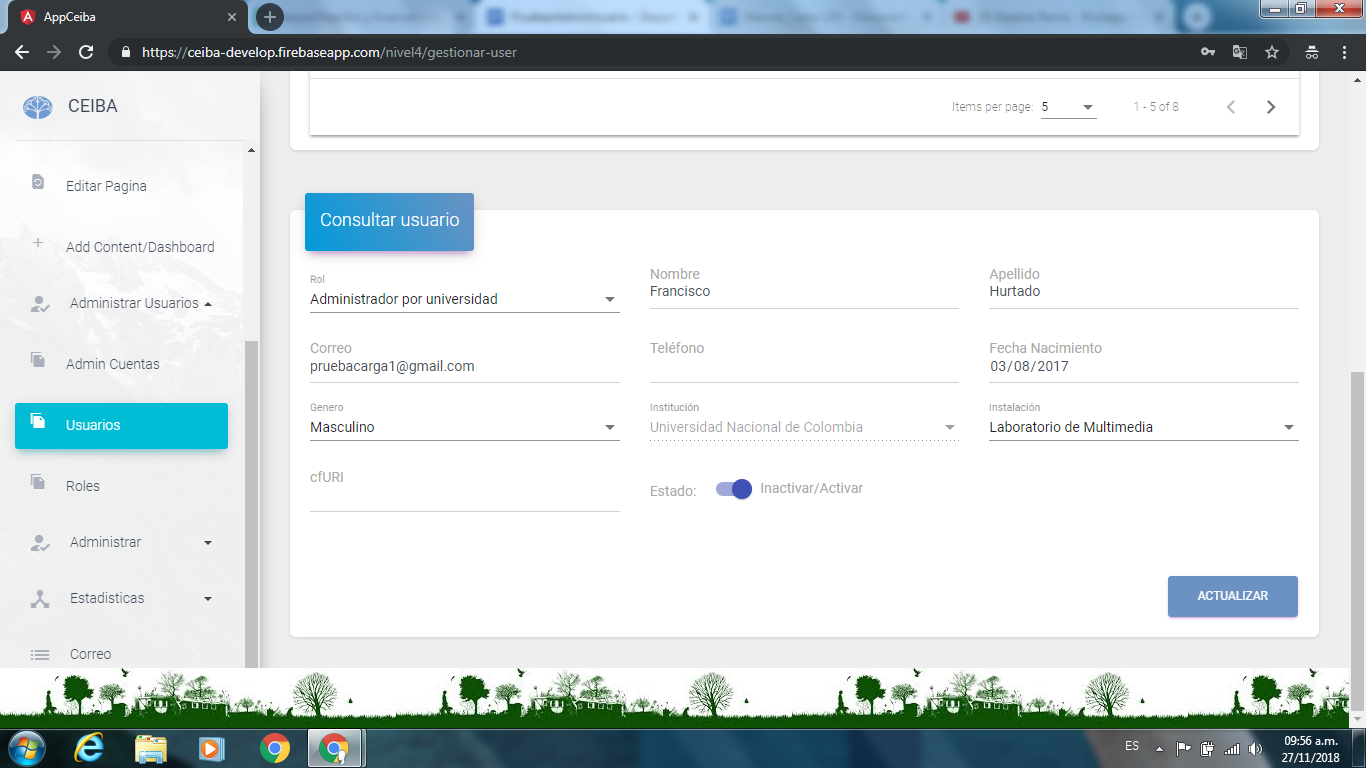 AppCeiba
https://ceiba-develop.firebaseapp.com/nivel4/gestionar-user
CEIBA
Editar Pagina
Add Content/Dashboard
Administrar Usuarios
Admin Cuentas
Usuarios
Roles
Administrar
Estadisticas
Correo
Items per page: 5 1 - 5 of 8
Consultar usuario
Rol
Administrador por universidad
Nombre
Francisco
Apellido
Hurtado
Correo
pruebacarga1@gmail.com
Teléfono
Fecha Nacimiento
03/08/2017
Genero
Masculino
Institución
Universidad Nacional de Colombia
Instalación
Laboratorio de Multimedia
cfURI
Estado: Inactivar/Activar
ACTUALIZAR
ES
09:56 a.m.
27/11/2018